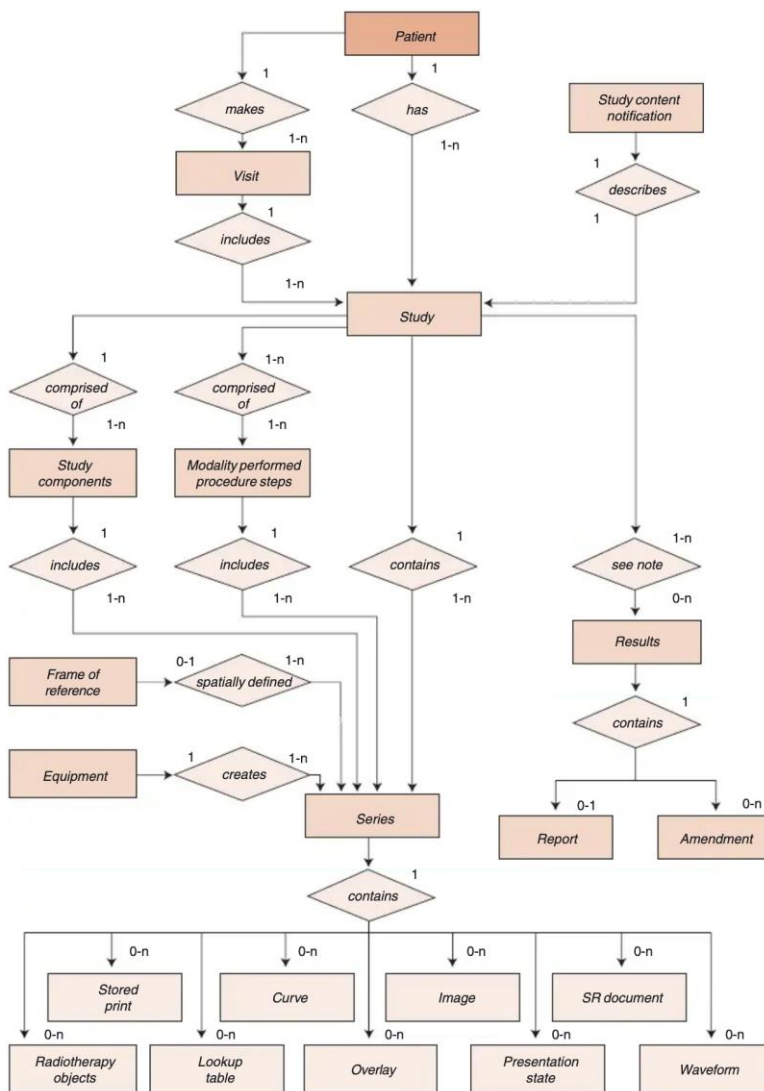 Patient
1
1
makes
has
Study content
notification
1-n
1-n
1
Visit
describes
1
1
includes
1-n
Study
1
1-n
comprised
of
comprised
of
1-n
1-n
Study
components
Modality performed
procedure steps
1
1
1
1-n
includes
includes
contains
see note
1-n
1-n
1-n
0-n
Results
0-1
1-n
Frame of
reference
spatially defined
1
contains
1
1-n
Equipment
creates
Series
0-1
0-n
Report
Amendment
1
contains
0-n
0-n
0-n
0-n
Stored
print
Curve
Image
SR document
0-n
0-n
0-n
0-n
0-n
Radiotherapy
objects
Lookup
table
Overlay
Presentation
state
Waveform